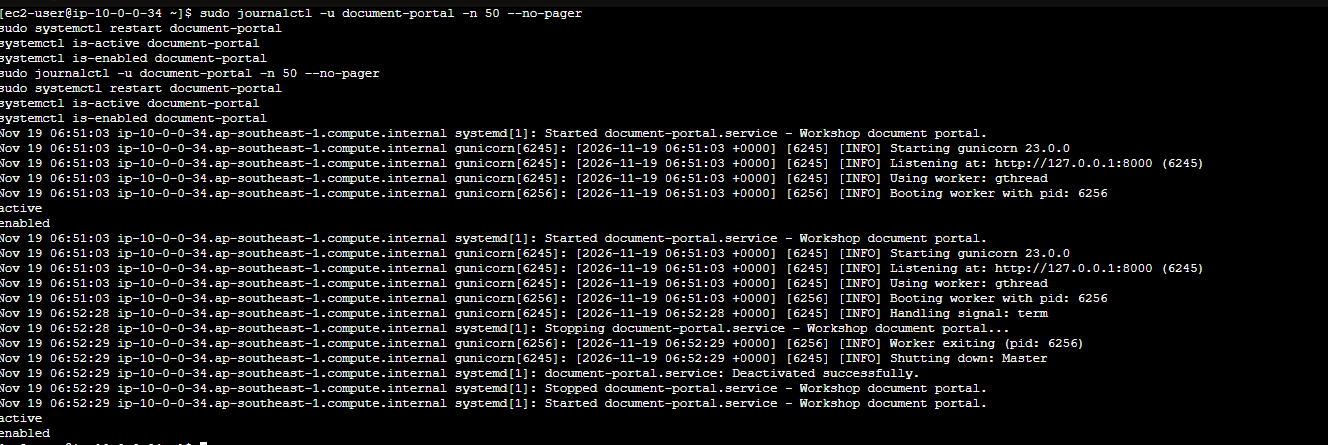 [ec2-user@ip-10-0-0-34 ~]$ sudo journalctl -u document-portal -n 50 --no-pager
sudo systemctl restart document-portal
systemctl is-active document-portal
systemctl is-enabled document-portal
sudo journalctl -u document-portal -n 50 --no-pager
sudo systemctl restart document-portal
systemctl is-active document-portal
systemctl is-enabled document-portal
Nov 19 06:51:03 ip-10-0-0-34.ap-southeast-1.compute.internal systemd[1]: Started document-portal.service - Workshop document portal.
Nov 19 06:51:03 ip-10-0-0-34.ap-southeast-1.compute.internal gunicorn[6245]: [2026-11-19 06:51:03 +0000] [6245] [INFO] Starting gunicorn 23.0.0
Nov 19 06:51:03 ip-10-0-0-34.ap-southeast-1.compute.internal gunicorn[6245]: [2026-11-19 06:51:03 +0000] [6245] [INFO] Listening at: http://127.0.0.1:8000 (6245)
Nov 19 06:51:03 ip-10-0-0-34.ap-southeast-1.compute.internal gunicorn[6245]: [2026-11-19 06:51:03 +0000] [6245] [INFO] Using worker: gthread
Nov 19 06:51:03 ip-10-0-0-34.ap-southeast-1.compute.internal gunicorn[6256]: [2026-11-19 06:51:03 +0000] [6256] [INFO] Booting worker with pid: 6256
active
enabled
Nov 19 06:51:03 ip-10-0-0-34.ap-southeast-1.compute.internal systemd[1]: Started document-portal.service - Workshop document portal.
Nov 19 06:51:03 ip-10-0-0-34.ap-southeast-1.compute.internal gunicorn[6245]: [2026-11-19 06:51:03 +0000] [6245] [INFO] Starting gunicorn 23.0.0
Nov 19 06:51:03 ip-10-0-0-34.ap-southeast-1.compute.internal gunicorn[6245]: [2026-11-19 06:51:03 +0000] [6245] [INFO] Listening at: http://127.0.0.1:8000 (6245)
Nov 19 06:51:03 ip-10-0-0-34.ap-southeast-1.compute.internal gunicorn[6245]: [2026-11-19 06:51:03 +0000] [6245] [INFO] Using worker: gthread
Nov 19 06:51:03 ip-10-0-0-34.ap-southeast-1.compute.internal gunicorn[6256]: [2026-11-19 06:51:03 +0000] [6256] [INFO] Booting worker with pid: 6256
Nov 19 06:52:28 ip-10-0-0-34.ap-southeast-1.compute.internal gunicorn[6245]: [2026-11-19 06:52:28 +0000] [6245] [INFO] Handling signal: term
Nov 19 06:52:28 ip-10-0-0-34.ap-southeast-1.compute.internal systemd[1]: Stopping document-portal.service - Workshop document portal...
Nov 19 06:52:29 ip-10-0-0-34.ap-southeast-1.compute.internal gunicorn[6256]: [2026-11-19 06:52:29 +0000] [6256] [INFO] Worker exiting (pid: 6256)
Nov 19 06:52:29 ip-10-0-0-34.ap-southeast-1.compute.internal gunicorn[6245]: [2026-11-19 06:52:29 +0000] [6245] [INFO] Shutting down: Master
Nov 19 06:52:29 ip-10-0-0-34.ap-southeast-1.compute.internal systemd[1]: document-portal.service: Deactivated successfully.
Nov 19 06:52:29 ip-10-0-0-34.ap-southeast-1.compute.internal systemd[1]: Stopped document-portal.service - Workshop document portal.
Nov 19 06:52:29 ip-10-0-0-34.ap-southeast-1.compute.internal systemd[1]: Started document-portal.service - Workshop document portal.
active
enabled